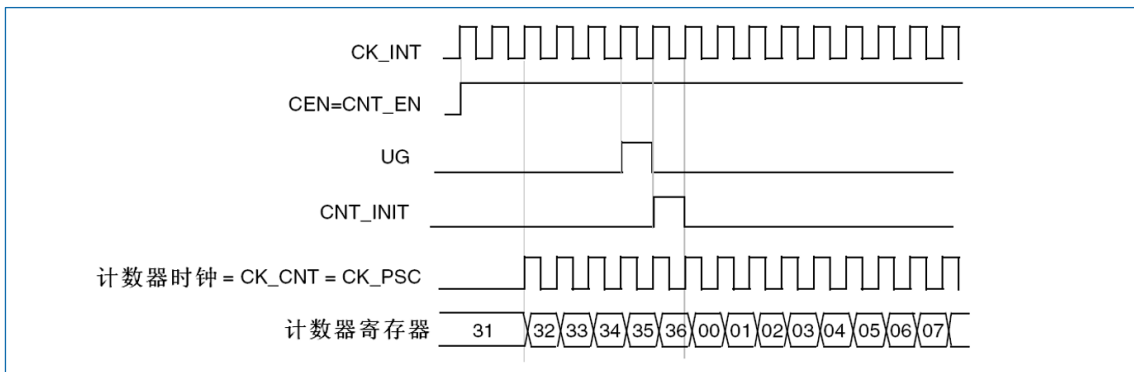 CK_INT
CEN=CNT_EN
UG
CNT_INIT
计数器时钟 = CK_CNT = CK_PSC
计数器寄存器 31 32 33 34 35 36 00 01 02 03 04 05 06 07